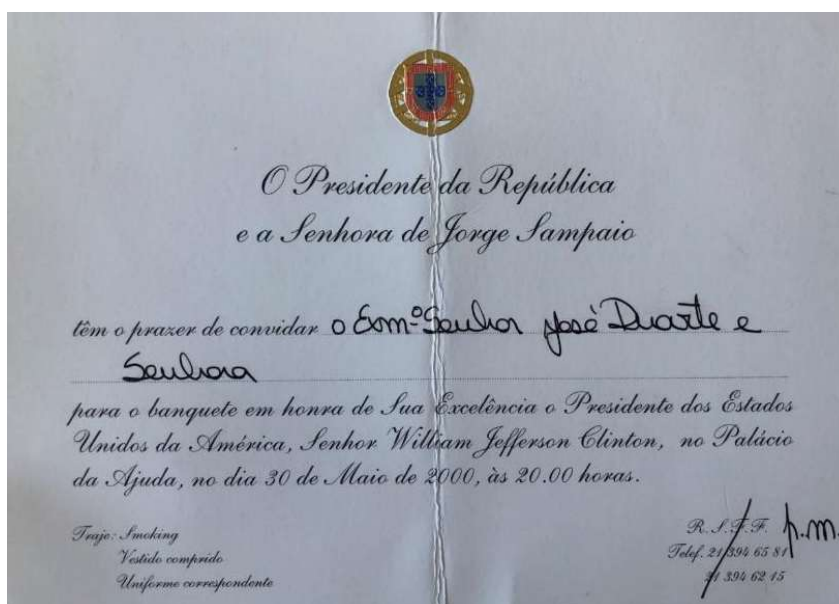 O Presidente da República
e a Senhora de Jorge Sampaio
têm o prazer de convidar o Exmº Senhor José Duarte e
Senhora
para o banquete em honra de Sua Excelência o Presidente dos Estados
Unidos da América, Senhor William Jefferson Clinton, no Palácio
da Ajuda, no dia 30 de Maio de 2000, às 20.00 horas.
Traje: Smoking
Vestido comprido
Uniforme correspondente
R. S. F. F. p.m.
Telef. 21 394 65 81
21 394 62 15